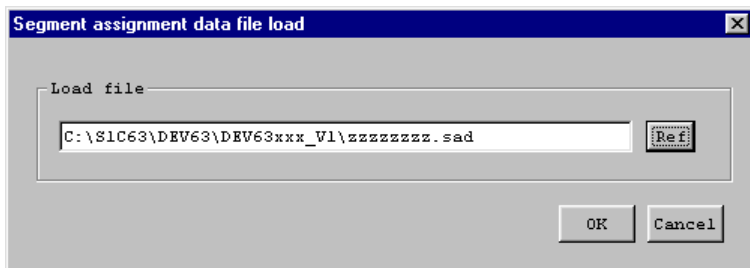 Segment assignment data file load
Load file
C:\S1C63\DEV63\DEV63xxx_V1\zzzzzzzz.sad
Ref
OK
Cancel